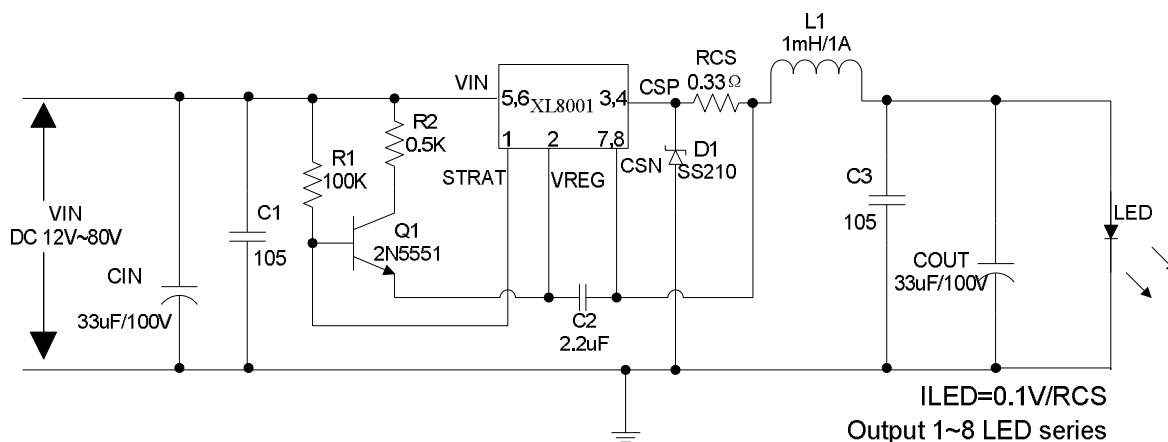 L1
1mH/1A
RCS
0.33Ω
VIN
CSP
5,6
XL8001
3,4
1
2
7,8
R2
0.5K
R1
100K
STRAT
VREG
CSN
D1
SS210
C3
105
LED
VIN
DC 12V~80V
C1
105
Q1
2N5551
CIN
33uF/100V
COUT
33uF/100V
C2
2.2uF
ILED=0.1V/RCS
Output 1~8 LED series